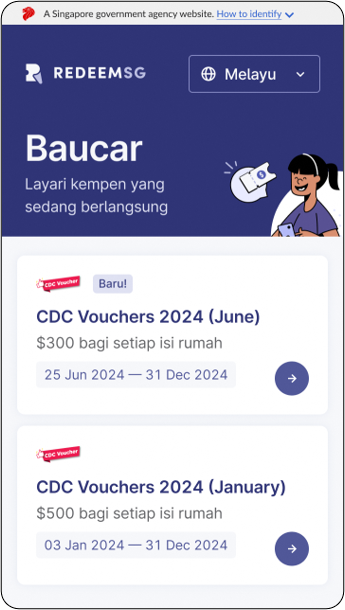 A Singapore government agency website. How to identify
REDEEMSG
Melayu
Baucar
Layari kempen yang
sedang berlangsung
CDC Voucher
Baru!
CDC Vouchers 2024 (June)
$300 bagi setiap isi rumah
25 Jun 2024 — 31 Dec 2024
CDC Voucher
CDC Vouchers 2024 (January)
$500 bagi setiap isi rumah
03 Jan 2024 — 31 Dec 2024